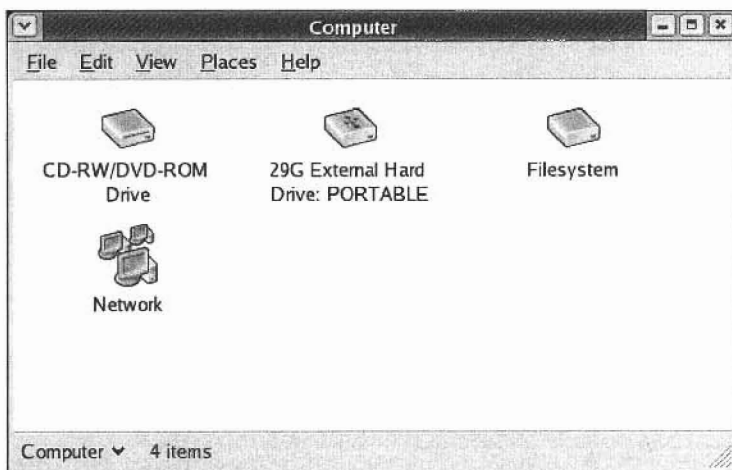 Computer
File Edit View Places Help
CD-RW/DVD-ROM
Drive
29G External Hard
Drive: PORTABLE
Filesystem
Network
Computer 4 items